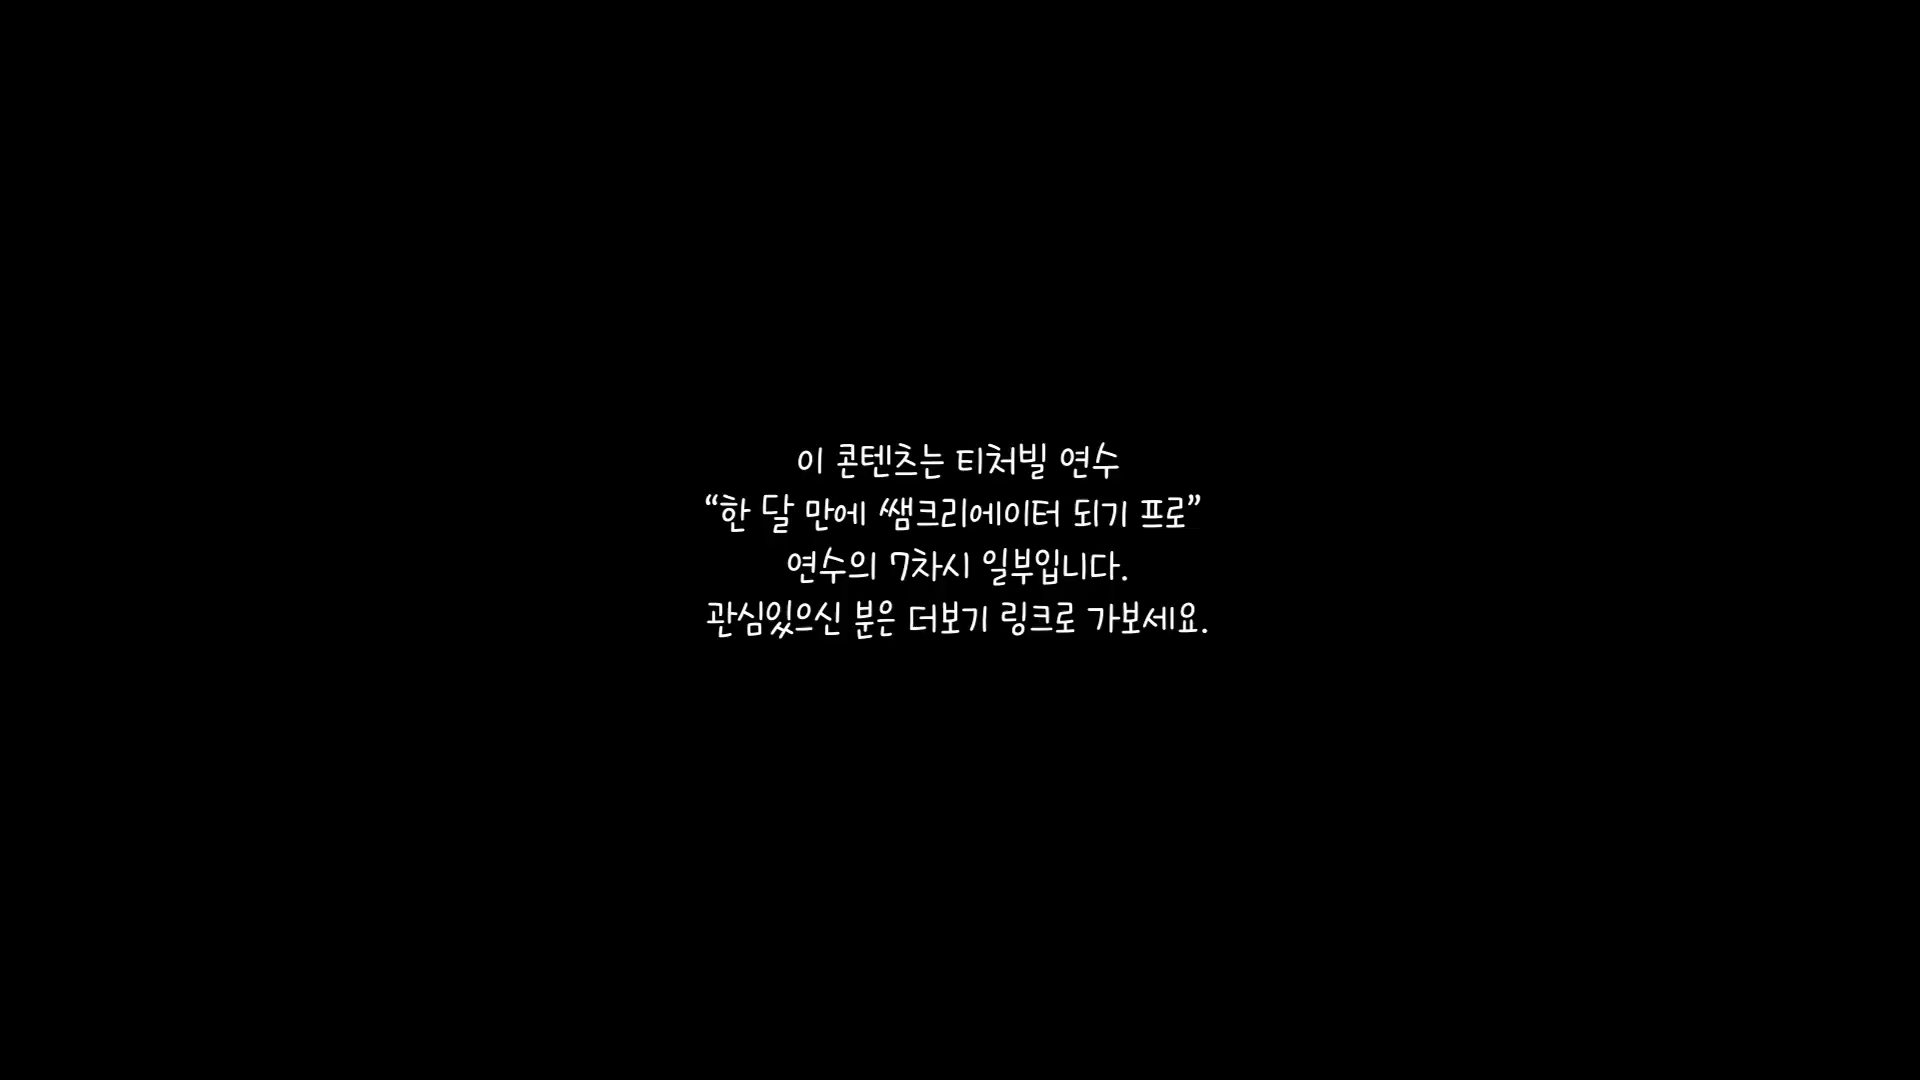 이 콘텐츠는 티처빌 연수
“한 달 만에 쌤크리에이터 되기 프로”
연수의 7차시 일부입니다.
관심있으신 분은 더보기 링크로 가보세요.